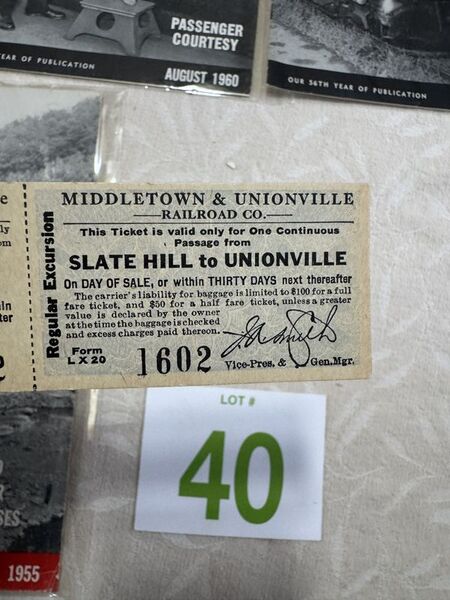 PASSENGER
COURTESY
EAR OF PUBLICATION
AUGUST 1960
OUR 56TH YEAR OF PUBLICATION
Regular Excursion
MIDDLETOWN & UNIONVILLE
RAILROAD CO.
This Ticket is valid only for One Continuous
Passage from
SLATE HILL to UNIONVILLE
On DAY OF SALE, or within THIRTY DAYS next thereafter
The carrier's liability for baggage is limited to $100 for a full
fare ticket, and $50 for a half fare ticket, unless a greater
value is declared by the owner
at the time the baggage is checked
and excess charges paid thereon.
Form
L X 20
1602
Vice-Pres. & Gen. Mgr.
LOT #
40
1955